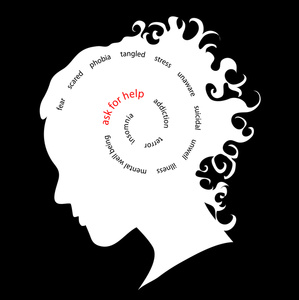 fear scared phobia tangled stress unaware suicidal unwell illness mental well being ask for help addiction terror insomnia